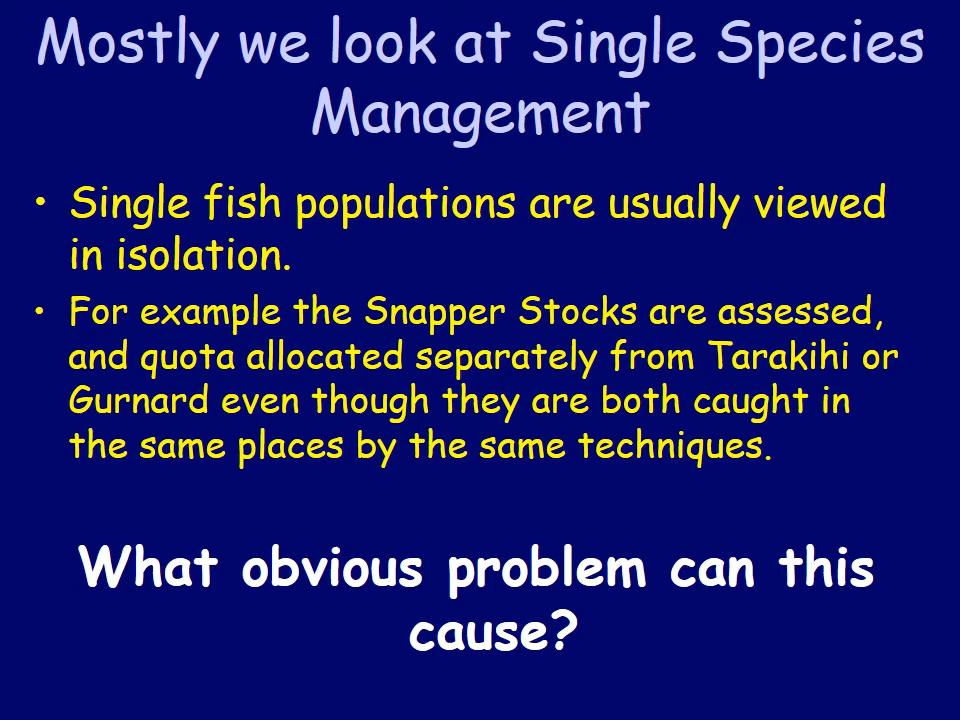 Mostly we look at Single Species
Management
• Single fish populations are usually viewed
in isolation.
• For example the Snapper Stocks are assessed,
and quota allocated separately from Tarakihi or
Gurnard even though they are both caught in
the same places by the same techniques.
What obvious problem can this
cause?